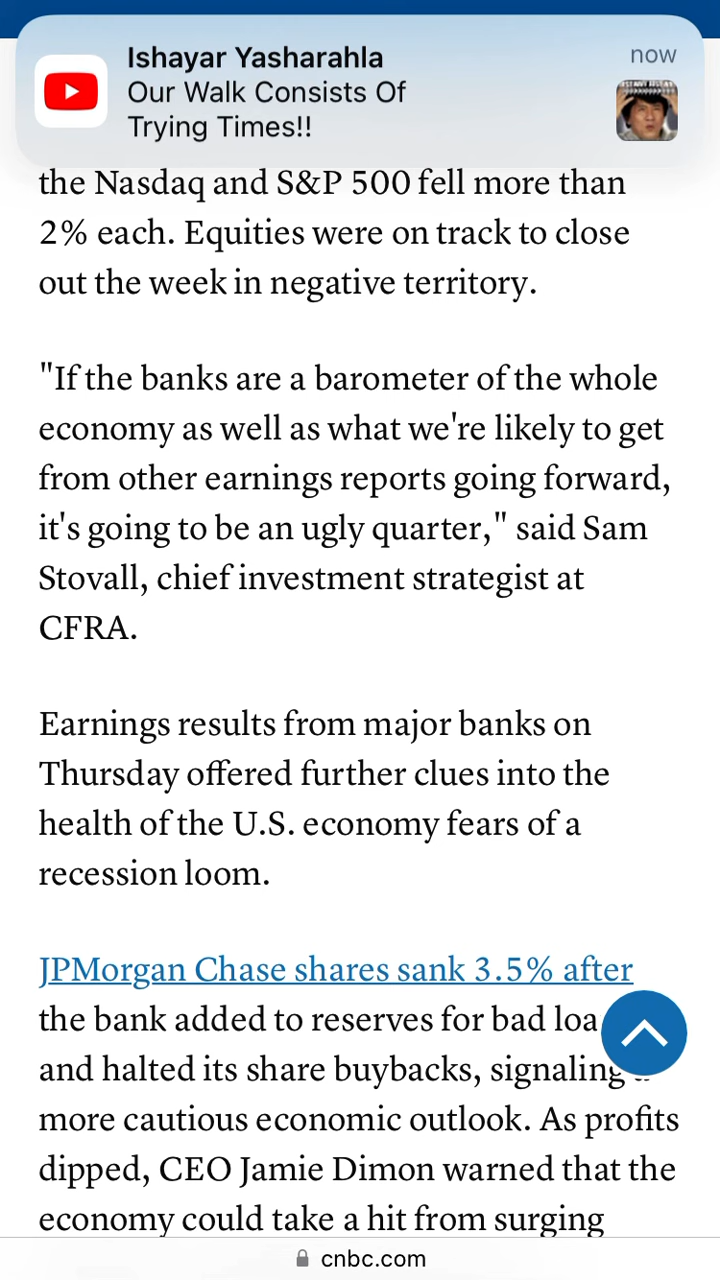 Ishayar Yasharahla
now
Our Walk Consists Of
Trying Times!!
the Nasdaq and S&P 500 fell more than
2% each. Equities were on track to close
out the week in negative territory.
"If the banks are a barometer of the whole
economy as well as what we're likely to get
from other earnings reports going forward,
it's going to be an ugly quarter," said Sam
Stovall, chief investment strategist at
CFRA.
Earnings results from major banks on
Thursday offered further clues into the
health of the U.S. economy fears of a
recession loom.
JPMorgan Chase shares sank 3.5% after
the bank added to reserves for bad loa
and halted its share buybacks, signaling
more cautious economic outlook. As profits
dipped, CEO Jamie Dimon warned that the
economy could take a hit from surging
cnbc.com